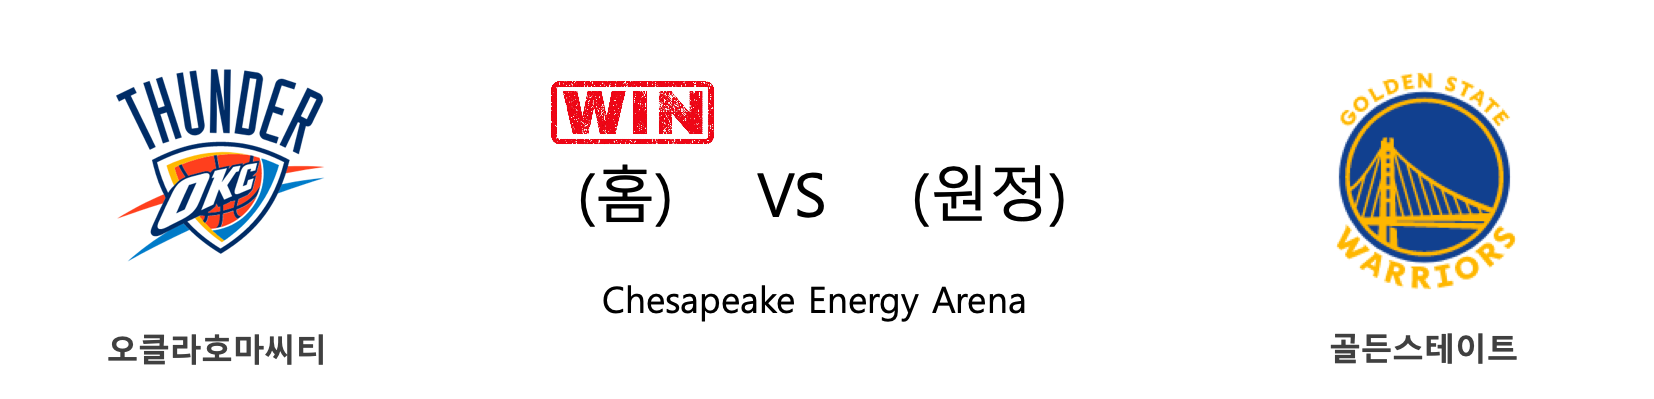 THUNDER
OKC
오클라호마씨티
WIN
(홈) VS (원정)
Chesapeake Energy Arena
GOLDEN STATE
WARRIORS
골든스테이트